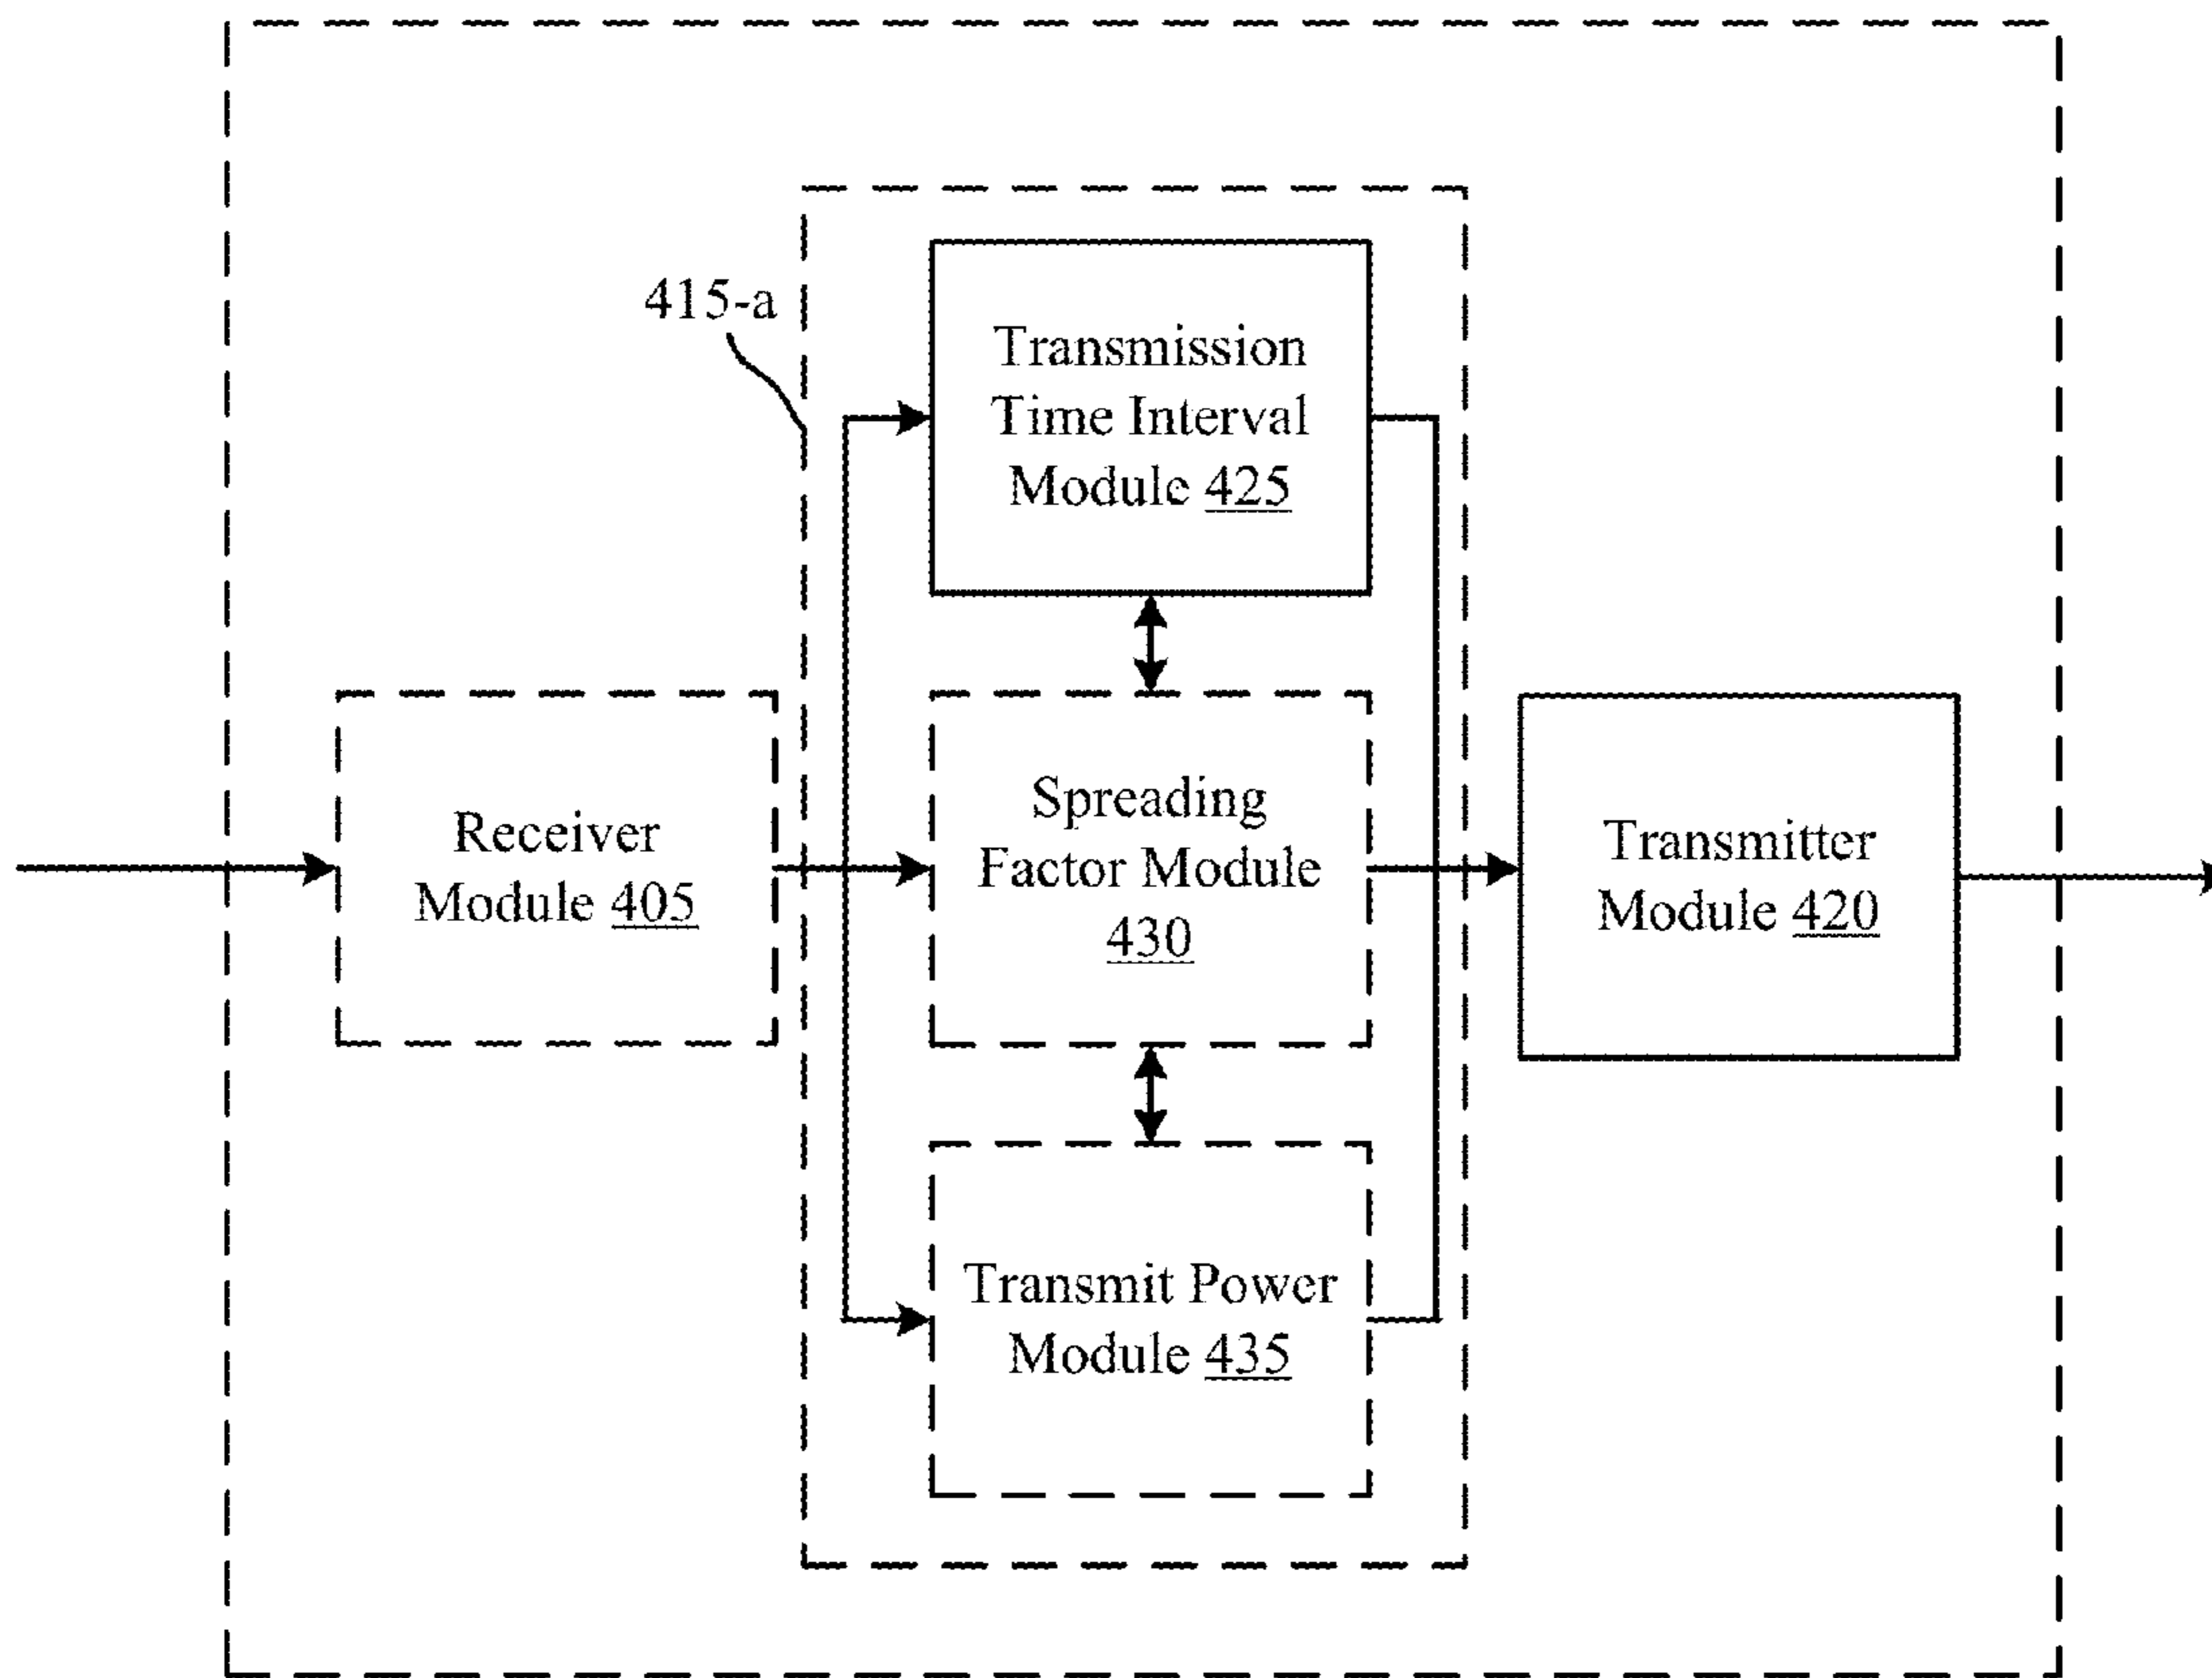 415-a
Transmission
Time Interval
Module 425
Receiver
Module 405
Spreading
Factor Module
430
Transmitter
Module 420
Transmit Power
Module 435